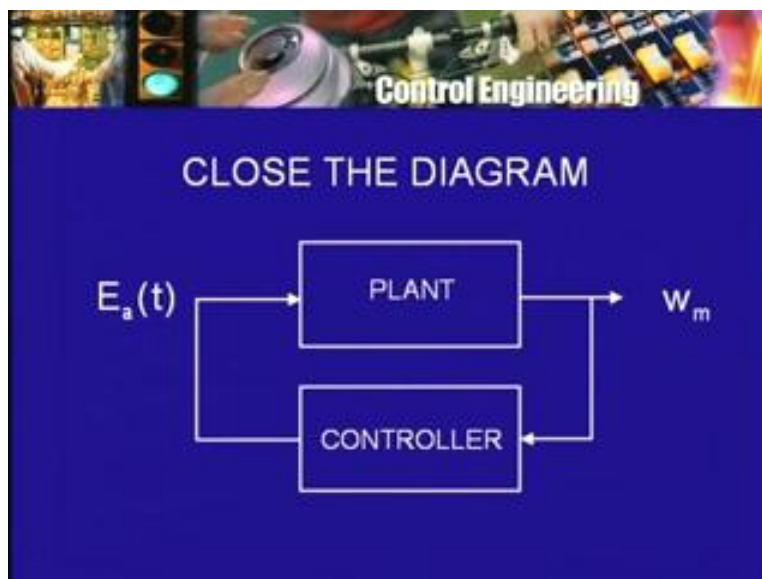 Control Engineering
CLOSE THE DIAGRAM
Eₐ(t)
PLANT
wₘ
CONTROLLER